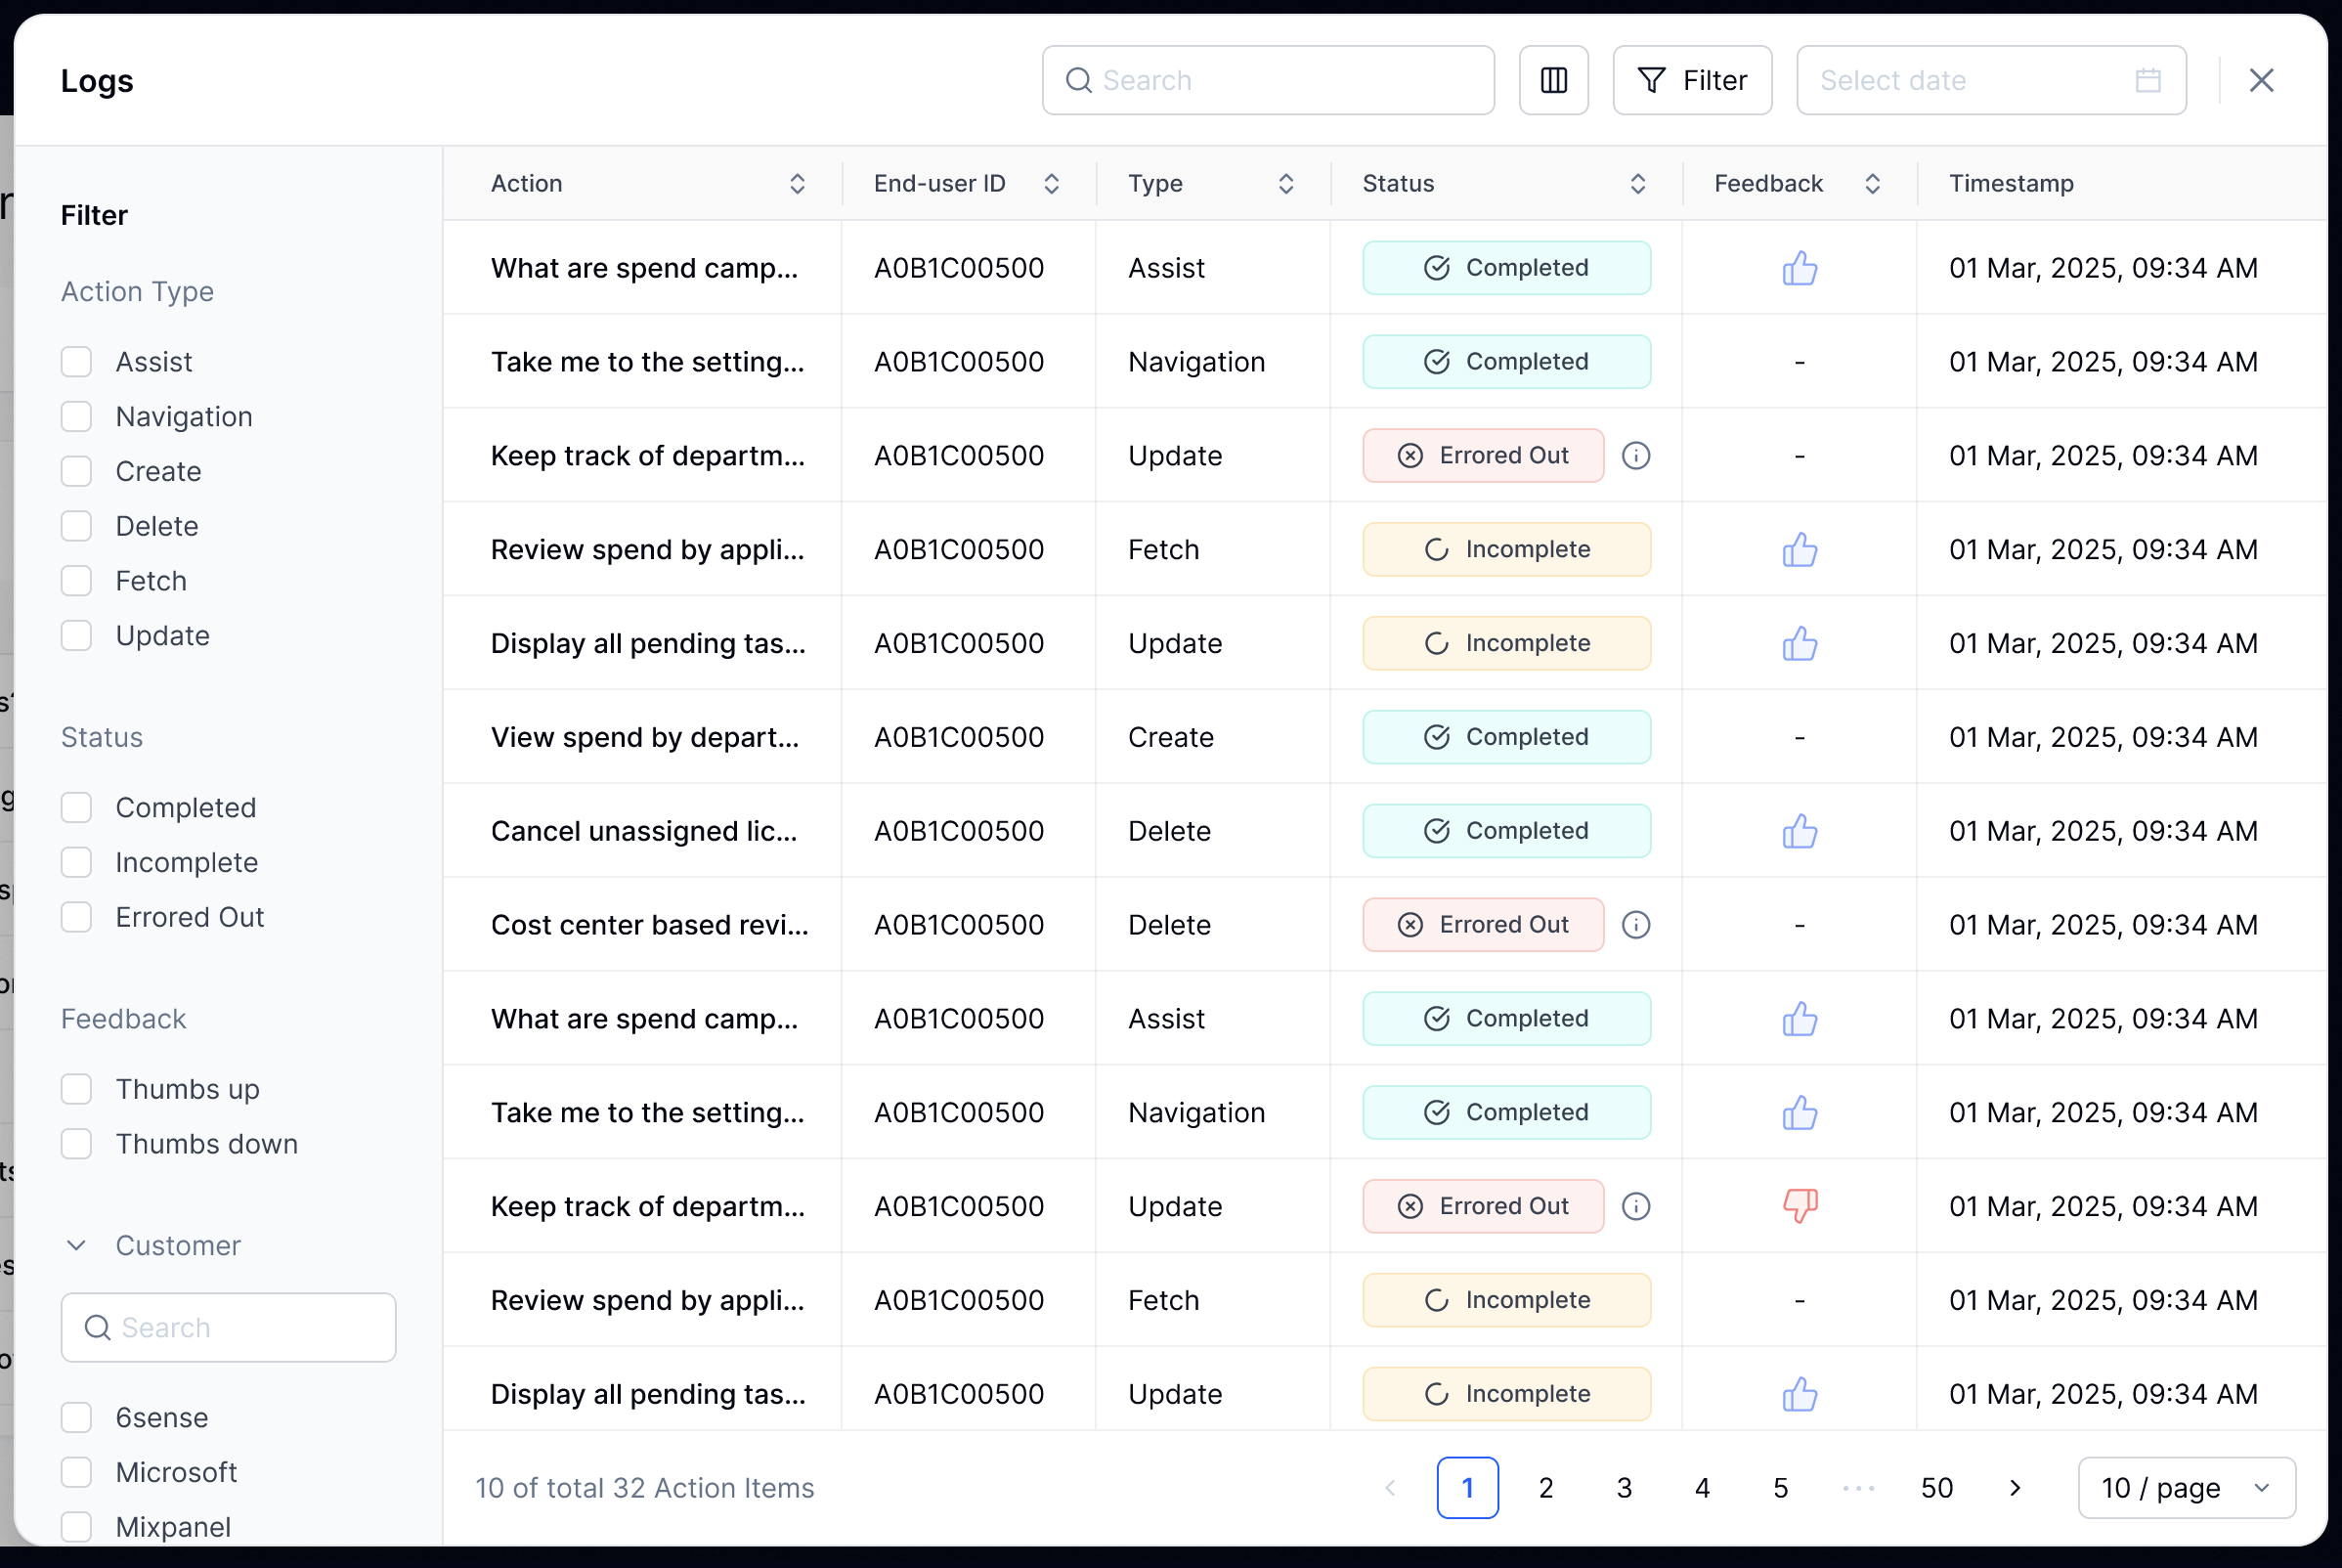 Logs
Search
Filter
Select date
Filter
Action Type
Assist
Navigation
Create
Delete
Fetch
Update
Status
Completed
Incomplete
Errored Out
Feedback
Thumbs up
Thumbs down
Customer
Search
6sense
Microsoft
Mixpanel
Action End-user ID Type Status Feedback Timestamp
What are spend camp... A0B1C00500 Assist Completed 01 Mar, 2025, 09:34 AM
Take me to the setting... A0B1C00500 Navigation Completed - 01 Mar, 2025, 09:34 AM
Keep track of departm... A0B1C00500 Update Errored Out - 01 Mar, 2025, 09:34 AM
Review spend by appli... A0B1C00500 Fetch Incomplete 01 Mar, 2025, 09:34 AM
Display all pending tas... A0B1C00500 Update Incomplete 01 Mar, 2025, 09:34 AM
View spend by depart... A0B1C00500 Create Completed - 01 Mar, 2025, 09:34 AM
Cancel unassigned lic... A0B1C00500 Delete Completed 01 Mar, 2025, 09:34 AM
Cost center based revi... A0B1C00500 Delete Errored Out - 01 Mar, 2025, 09:34 AM
What are spend camp... A0B1C00500 Assist Completed 01 Mar, 2025, 09:34 AM
Take me to the setting... A0B1C00500 Navigation Completed 01 Mar, 2025, 09:34 AM
Keep track of departm... A0B1C00500 Update Errored Out 01 Mar, 2025, 09:34 AM
Review spend by appli... A0B1C00500 Fetch Incomplete - 01 Mar, 2025, 09:34 AM
Display all pending tas... A0B1C00500 Update Incomplete 01 Mar, 2025, 09:34 AM
10 of total 32 Action Items
1 2 3 4 5 ••• 50
10 / page